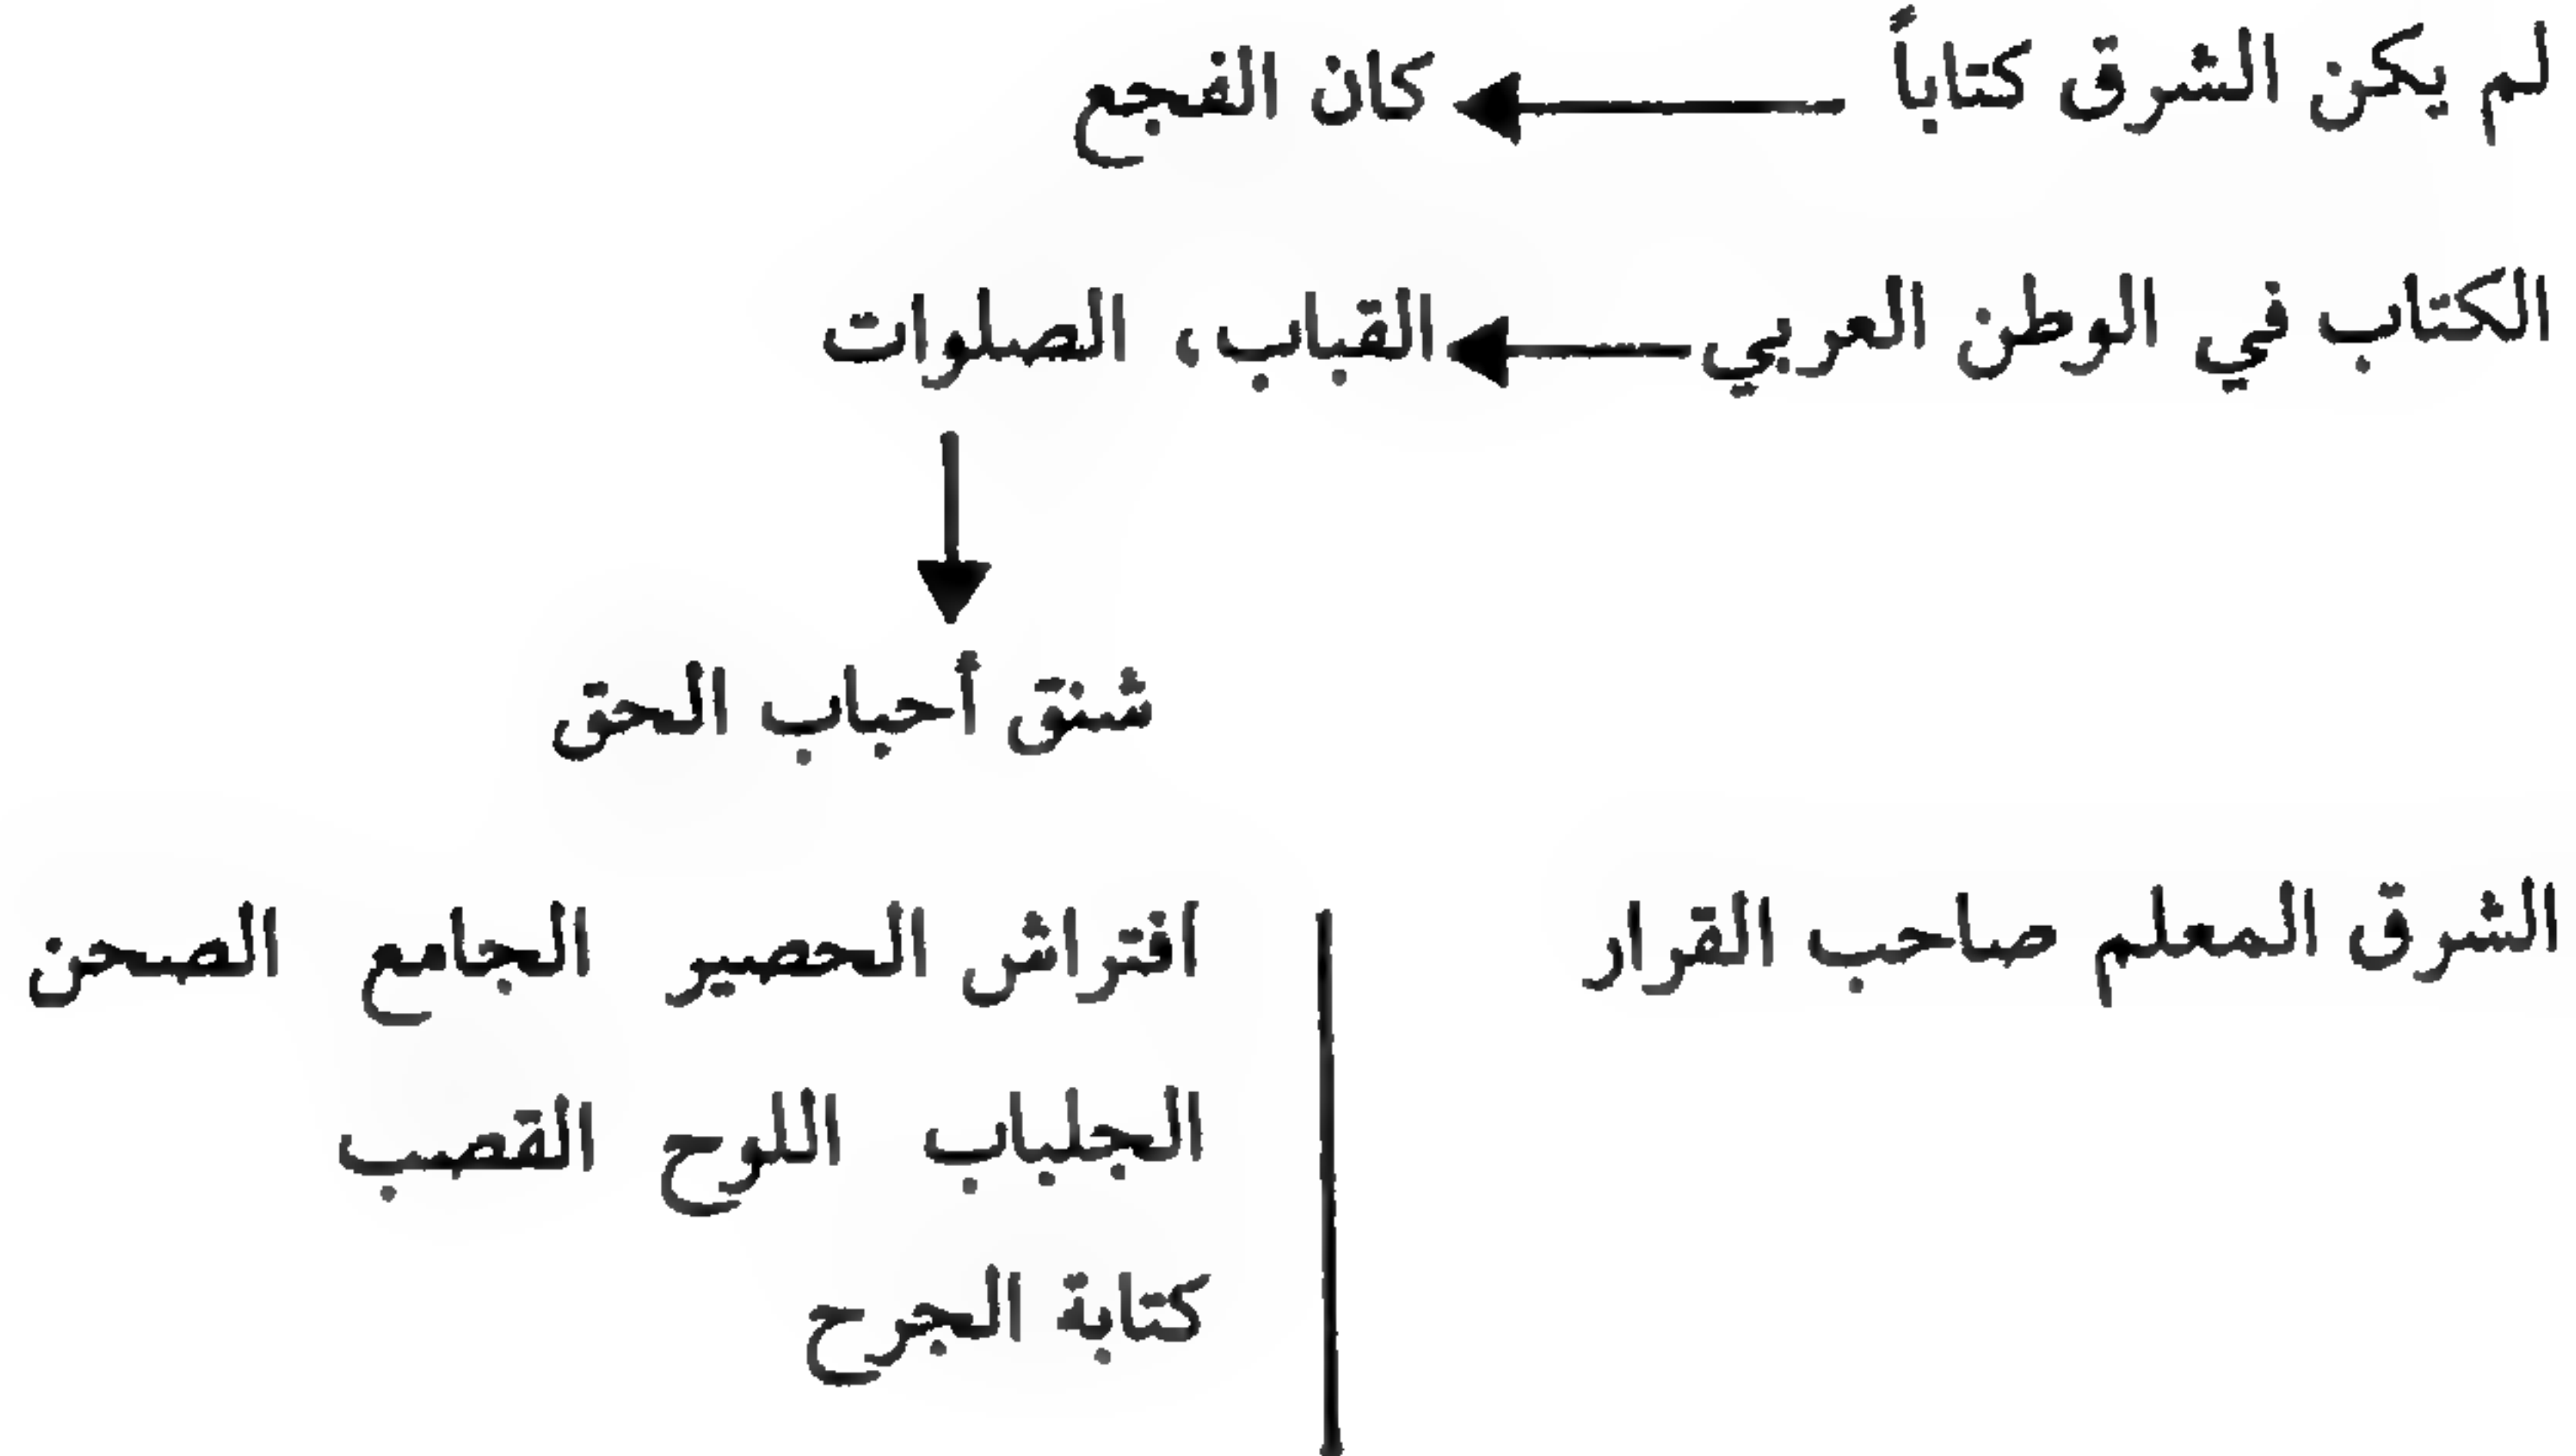 لم يكن الشرق كتاباً كان الفجع
الكتاب في الوطن العربي القباب، الصلوات
شنق أحباب الحق
الشرق المعلم صاحب القرار افتراش الحصير الجامع الصحن
الجلباب اللوح القصب
كتابة الجرح